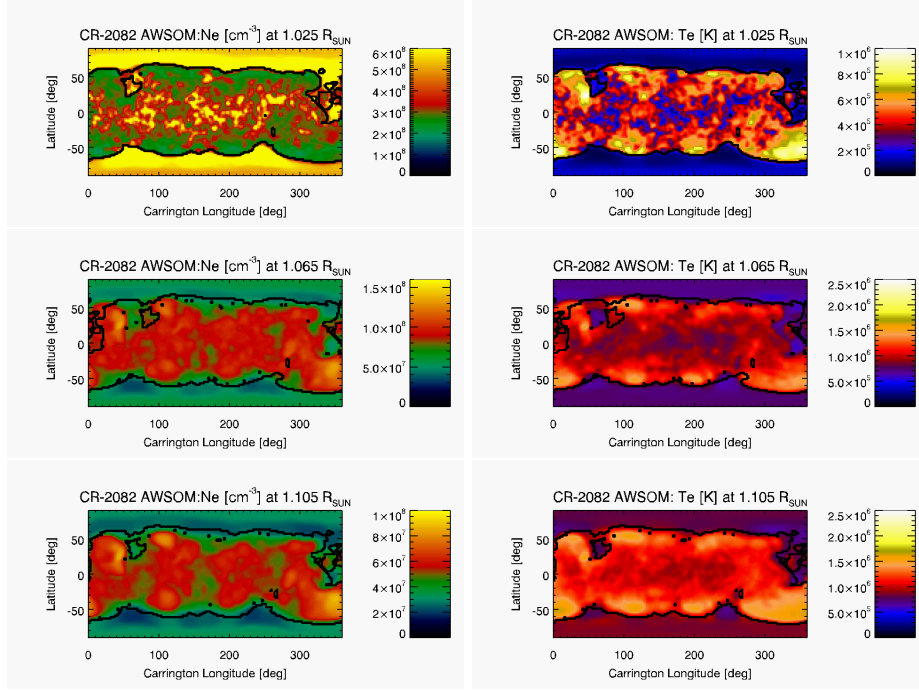 CR-2082 AWSOM:Ne [cm⁻³] at 1.025 R_SUN
Latitude [deg]
50
0
-50
0 100 200 300
Carrington Longitude [deg]
6×10⁸
5×10⁸
4×10⁸
3×10⁸
2×10⁸
1×10⁸
0
CR-2082 AWSOM: Te [K] at 1.025 R_SUN
Latitude [deg]
50
0
-50
0 100 200 300
Carrington Longitude [deg]
1×10⁶
8×10⁵
6×10⁵
4×10⁵
2×10⁵
0
CR-2082 AWSOM:Ne [cm⁻³] at 1.065 R_SUN
Latitude [deg]
50
0
-50
0 100 200 300
Carrington Longitude [deg]
1.5×10⁸
1.0×10⁸
5.0×10⁷
0
CR-2082 AWSOM: Te [K] at 1.065 R_SUN
Latitude [deg]
50
0
-50
0 100 200 300
Carrington Longitude [deg]
2.5×10⁶
2.0×10⁶
1.5×10⁶
1.0×10⁶
5.0×10⁵
0
CR-2082 AWSOM:Ne [cm⁻³] at 1.105 R_SUN
Latitude [deg]
50
0
-50
0 100 200 300
Carrington Longitude [deg]
1×10⁸
8×10⁷
6×10⁷
4×10⁷
2×10⁷
0
CR-2082 AWSOM: Te [K] at 1.105 R_SUN
Latitude [deg]
50
0
-50
0 100 200 300
Carrington Longitude [deg]
2.5×10⁶
2.0×10⁶
1.5×10⁶
1.0×10⁶
5.0×10⁵
0